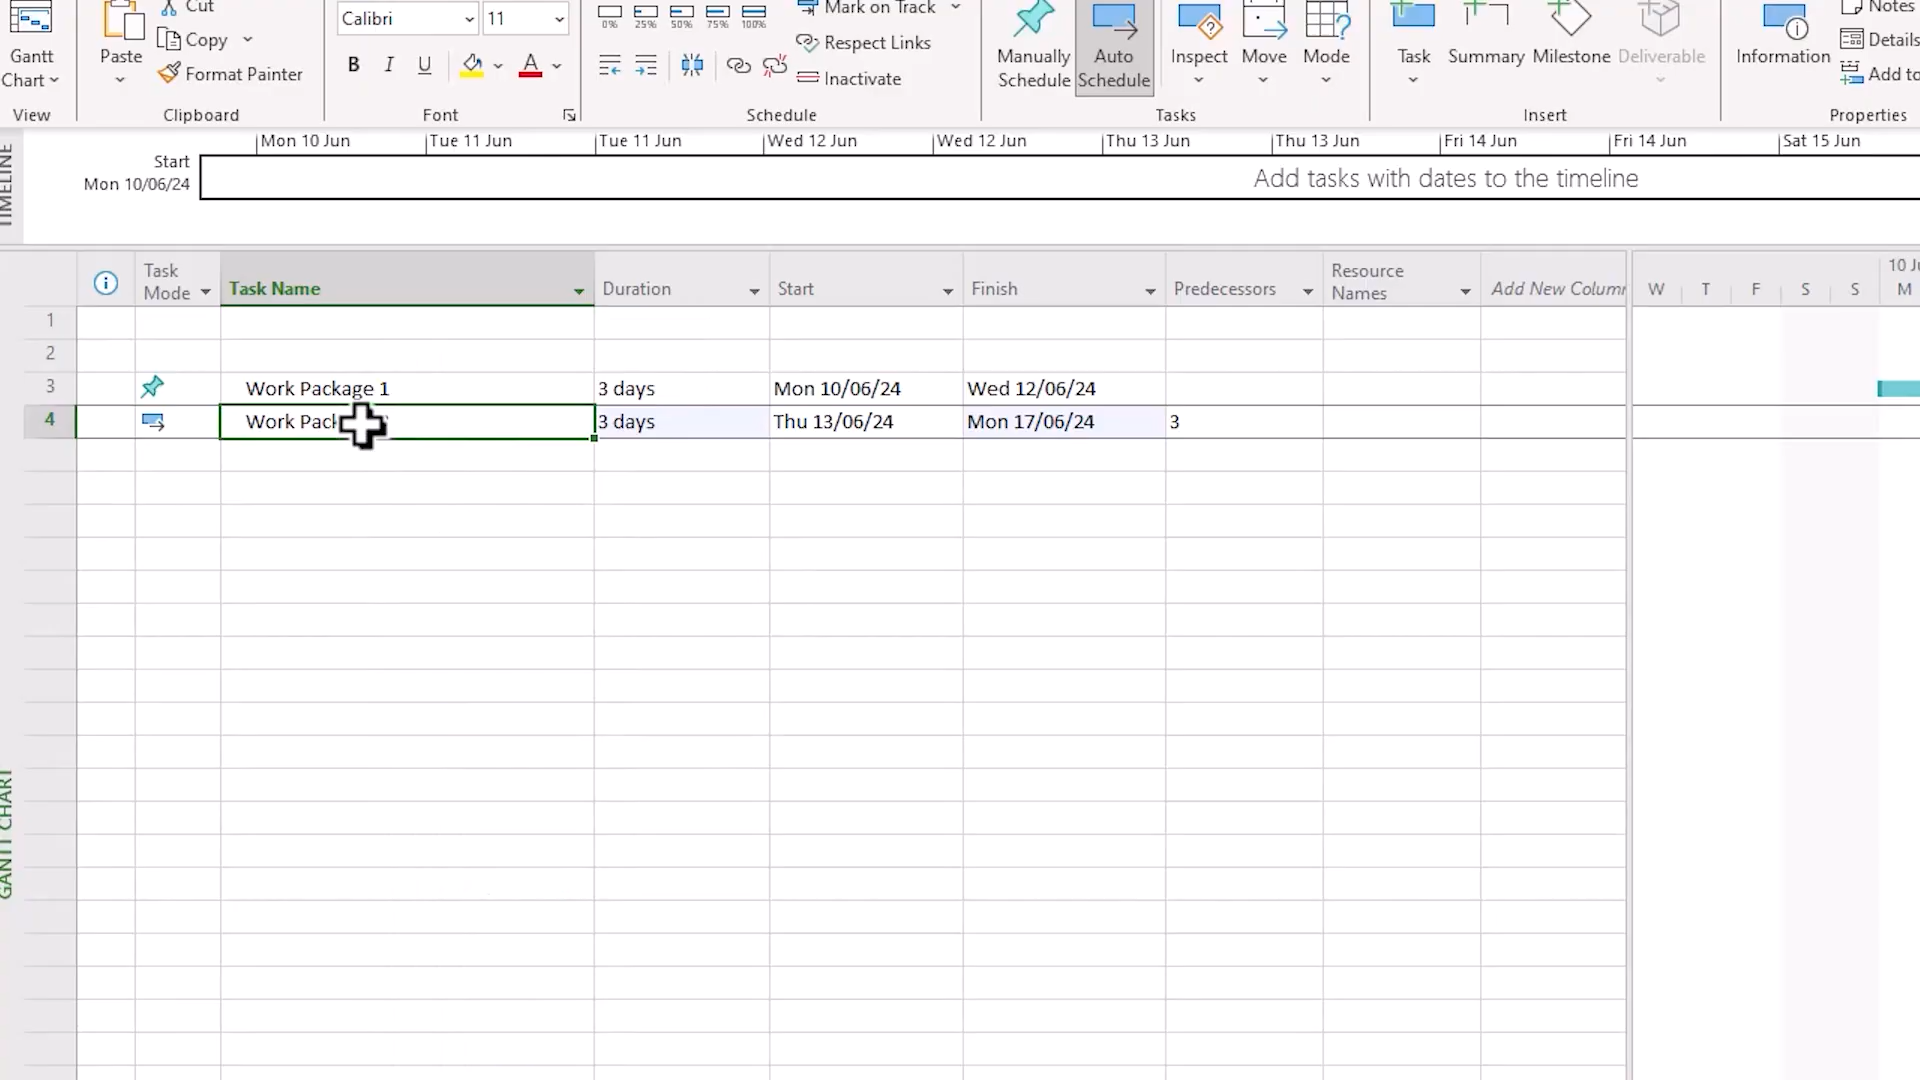 Cut
Calibri 11
Mark on Track
Gantt Chart
Paste
Copy
0% 25% 50% 75% 100%
Respect Links
Manually Schedule
Auto Schedule
Inspect
Move
Mode
Task
Summary
Milestone
Deliverable
Information
Notes
Details
Add to
Format Painter
B I U A
Inactivate
View
Clipboard
Font
Schedule
Tasks
Insert
Properties
TIMELINE
Mon 10 Jun
Tue 11 Jun
Tue 11 Jun
Wed 12 Jun
Wed 12 Jun
Thu 13 Jun
Thu 13 Jun
Fri 14 Jun
Fri 14 Jun
Sat 15 Jun
Start
Mon 10/06/24
Add tasks with dates to the timeline
Task Mode
Task Name
Duration
Start
Finish
Predecessors
Resource Names
Add New Column
10 Ju
W T F S S M
1
2
3 Work Package 1 3 days Mon 10/06/24 Wed 12/06/24
4 Work Pack 3 days Thu 13/06/24 Mon 17/06/24 3
GANTT CHART